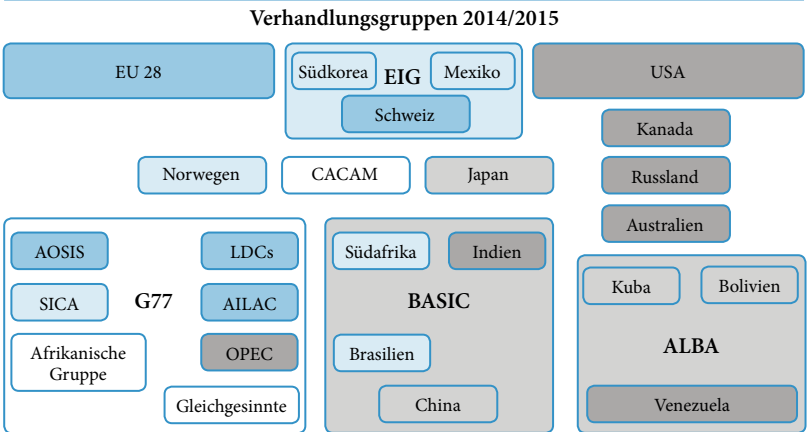 Verhandlungsgruppen 2014/2015
EU 28
Südkorea
EIG
Mexiko
Schweiz
USA
Kanada
Russland
Australien
Norwegen
CACAM
Japan
AOSIS
LDCs
SICA
G77
AILAC
Afrikanische
Gruppe
OPEC
Gleichgesinnte
Südafrika
Indien
BASIC
Brasilien
China
Kuba
Bolivien
ALBA
Venezuela